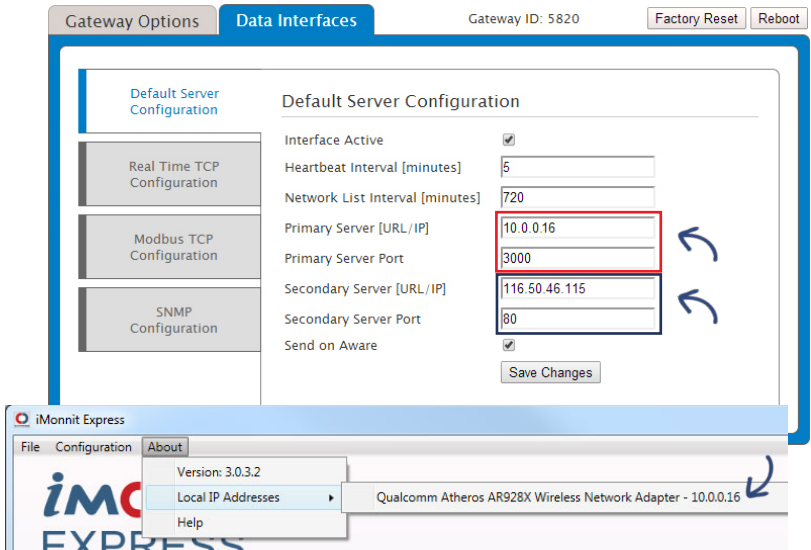 Gateway Options Data Interfaces Gateway ID: 5820 Factory Reset Reboot
Default Server
Configuration
Real Time TCP
Configuration
Modbus TCP
Configuration
SNMP
Configuration
Default Server Configuration
Interface Active
Heartbeat Interval [minutes] 5
Network List Interval [minutes] 720
Primary Server [URL/IP] 10.0.0.16
Primary Server Port 3000
Secondary Server [URL/IP] 116.50.46.115
Secondary Server Port 80
Send on Aware
Save Changes
iMonnit Express
File Configuration About
Version: 3.0.3.2
Local IP Addresses Qualcomm Atheros AR928X Wireless Network Adapter - 10.0.0.16
Help
EXPRESS